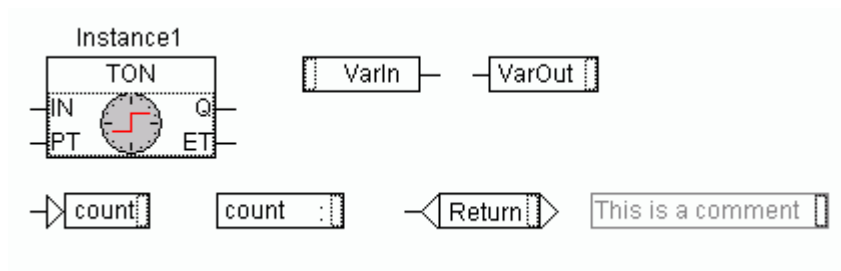 Instance1
TON
VarIn
VarOut
IN Q
PT ET
count
count :
Return
This is a comment